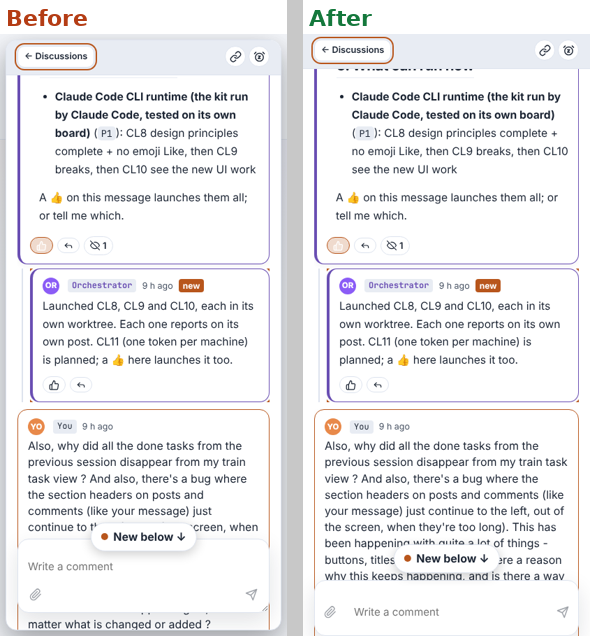 Before
← Discussions
• Claude Code CLI runtime (the kit run
by Claude Code, tested on its own
board) ( P1 ): CL8 design principles
complete + no emoji Like, then CL9
breaks, then CL10 see the new UI work
A 👍 on this message launches them all;
or tell me which.
1
OR Orchestrator 9 h ago new
Launched CL8, CL9 and CL10, each in its
own worktree. Each one reports on its
own post. CL11 (one token per machine)
is planned; a 👍 here launches it too.
YO You 9 h ago
Also, why did all the done tasks from the
previous session disappear from my train
task view ? And also, there's a bug where
the section headers on posts and
comments (like your message) just
continue to screen, when
New below ↓
Write a comment
matter what is changed or added ?
After
← Discussions
• Claude Code CLI runtime (the kit run
by Claude Code, tested on its own board)
( P1 ): CL8 design principles complete +
no emoji Like, then CL9 breaks, then CL10
see the new UI work
A 👍 on this message launches them all; or
tell me which.
1
OR Orchestrator 9 h ago new
Launched CL8, CL9 and CL10, each in its
own worktree. Each one reports on its own
post. CL11 (one token per machine) is
planned; a 👍 here launches it too.
YO You 9 h ago
Also, why did all the done tasks from the
previous session disappear from my train
task view ? And also, there's a bug where the
section headers on posts and comments (like
your message) just continue to the left, out of
the screen, when they're too long). This has
been happening with quite a lot of things -
buttons, titles a reason
New below ↓
why this keeps happening, and is there a way
Write a comment